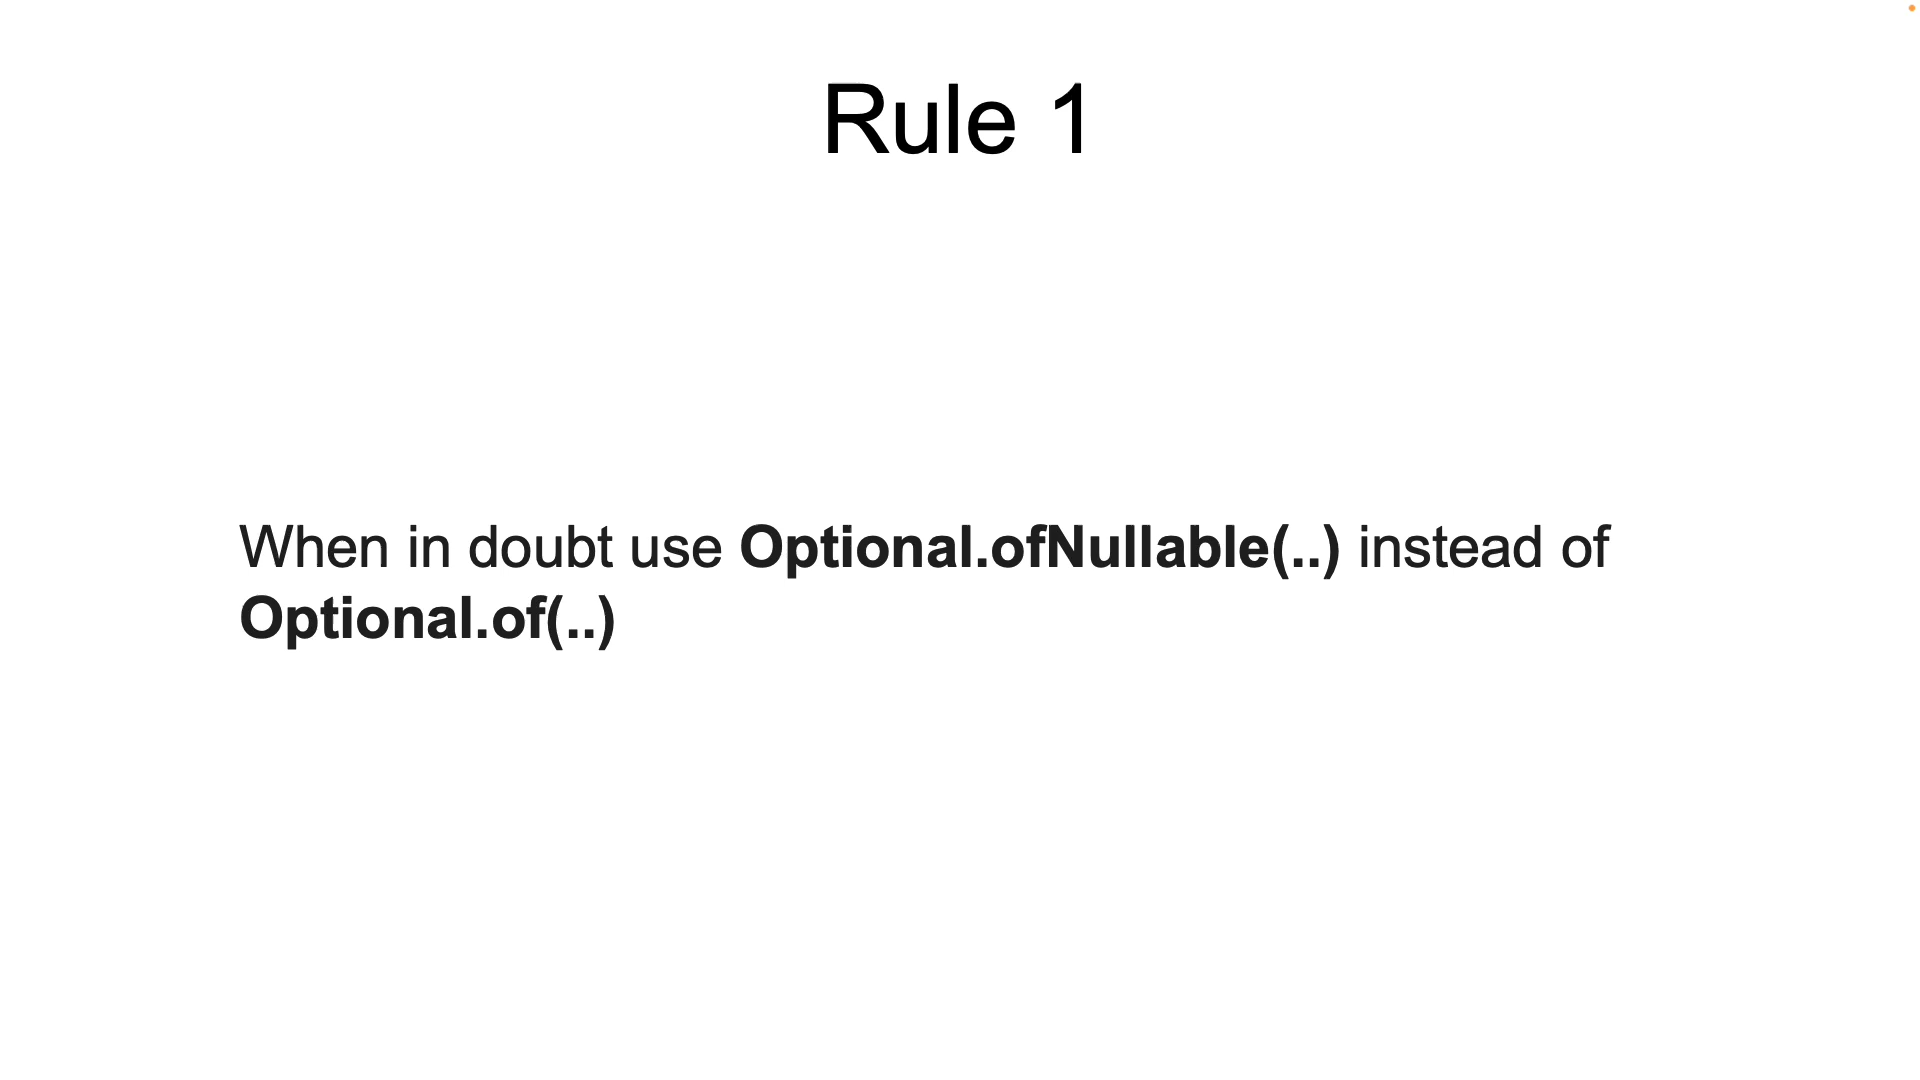 Rule 1
When in doubt use Optional.ofNullable(..) instead of
Optional.of(..)